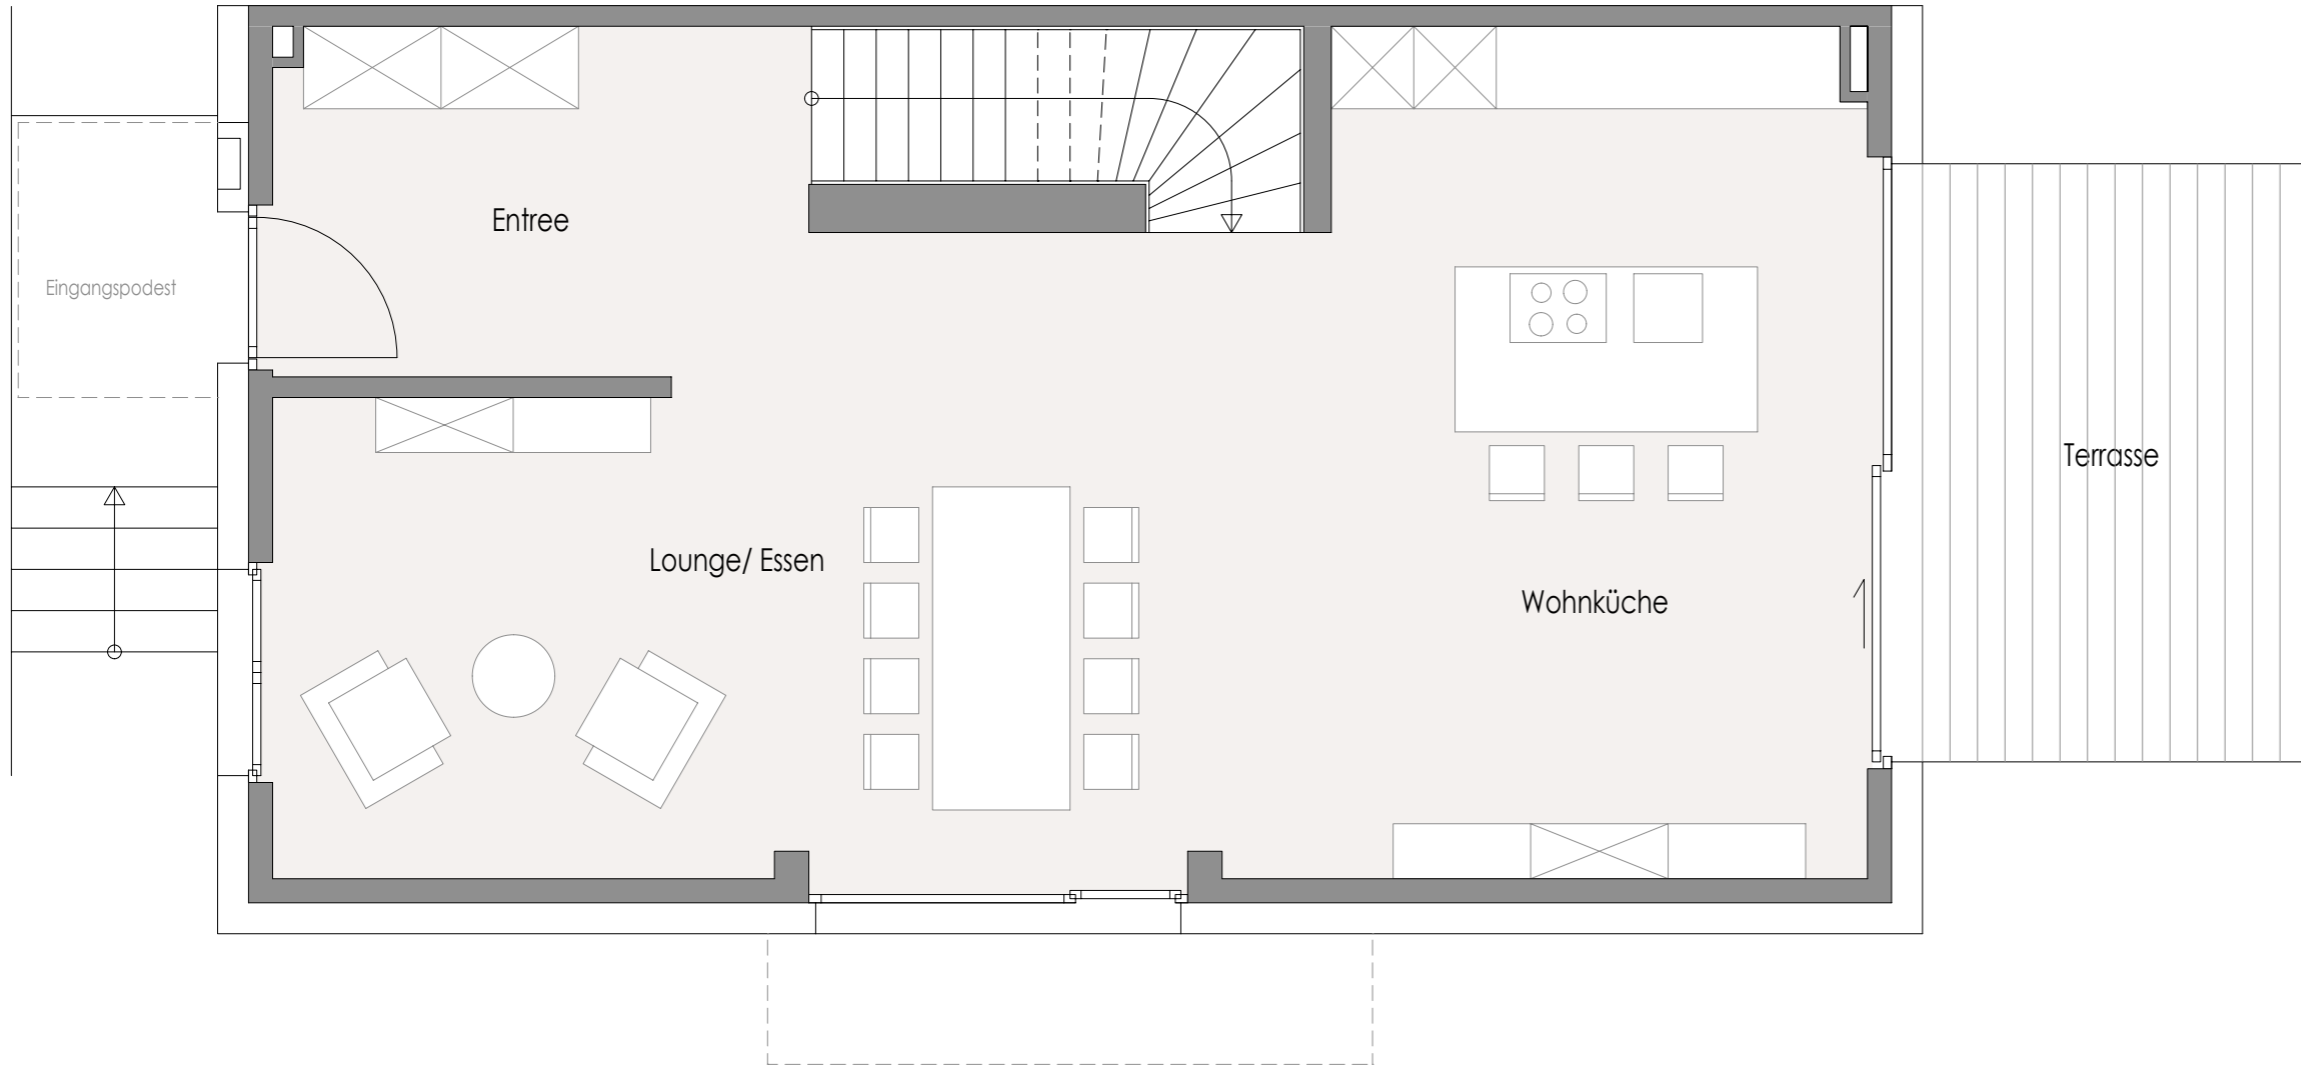 Entree
Eingangspodest
Terrasse
Lounge/ Essen
Wohnküche